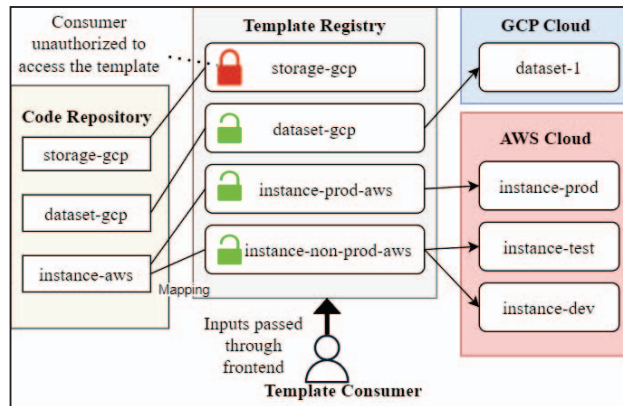 Consumer
unauthorized to
access the template
Code Repository
storage-gcp
dataset-gcp
instance-aws
Mapping
Template Registry
storage-gcp
dataset-gcp
instance-prod-aws
instance-non-prod-aws
Inputs passed
through
frontend
Template Consumer
GCP Cloud
dataset-1
AWS Cloud
instance-prod
instance-test
instance-dev